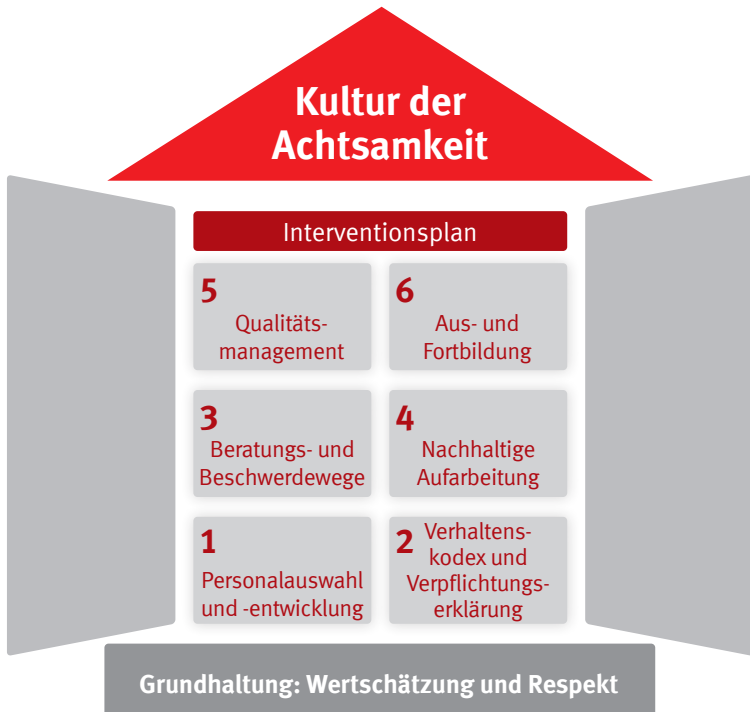 Kultur der
Achtsamkeit
Interventionsplan
5
Qualitäts-
management
6
Aus- und
Fortbildung
3
Beratungs- und
Beschwerdewege
4
Nachhaltige
Aufarbeitung
1
Personalauswahl
und -entwicklung
2 Verhaltens-
kodex und
Verpflichtungs-
erklärung
Grundhaltung: Wertschätzung und Respekt